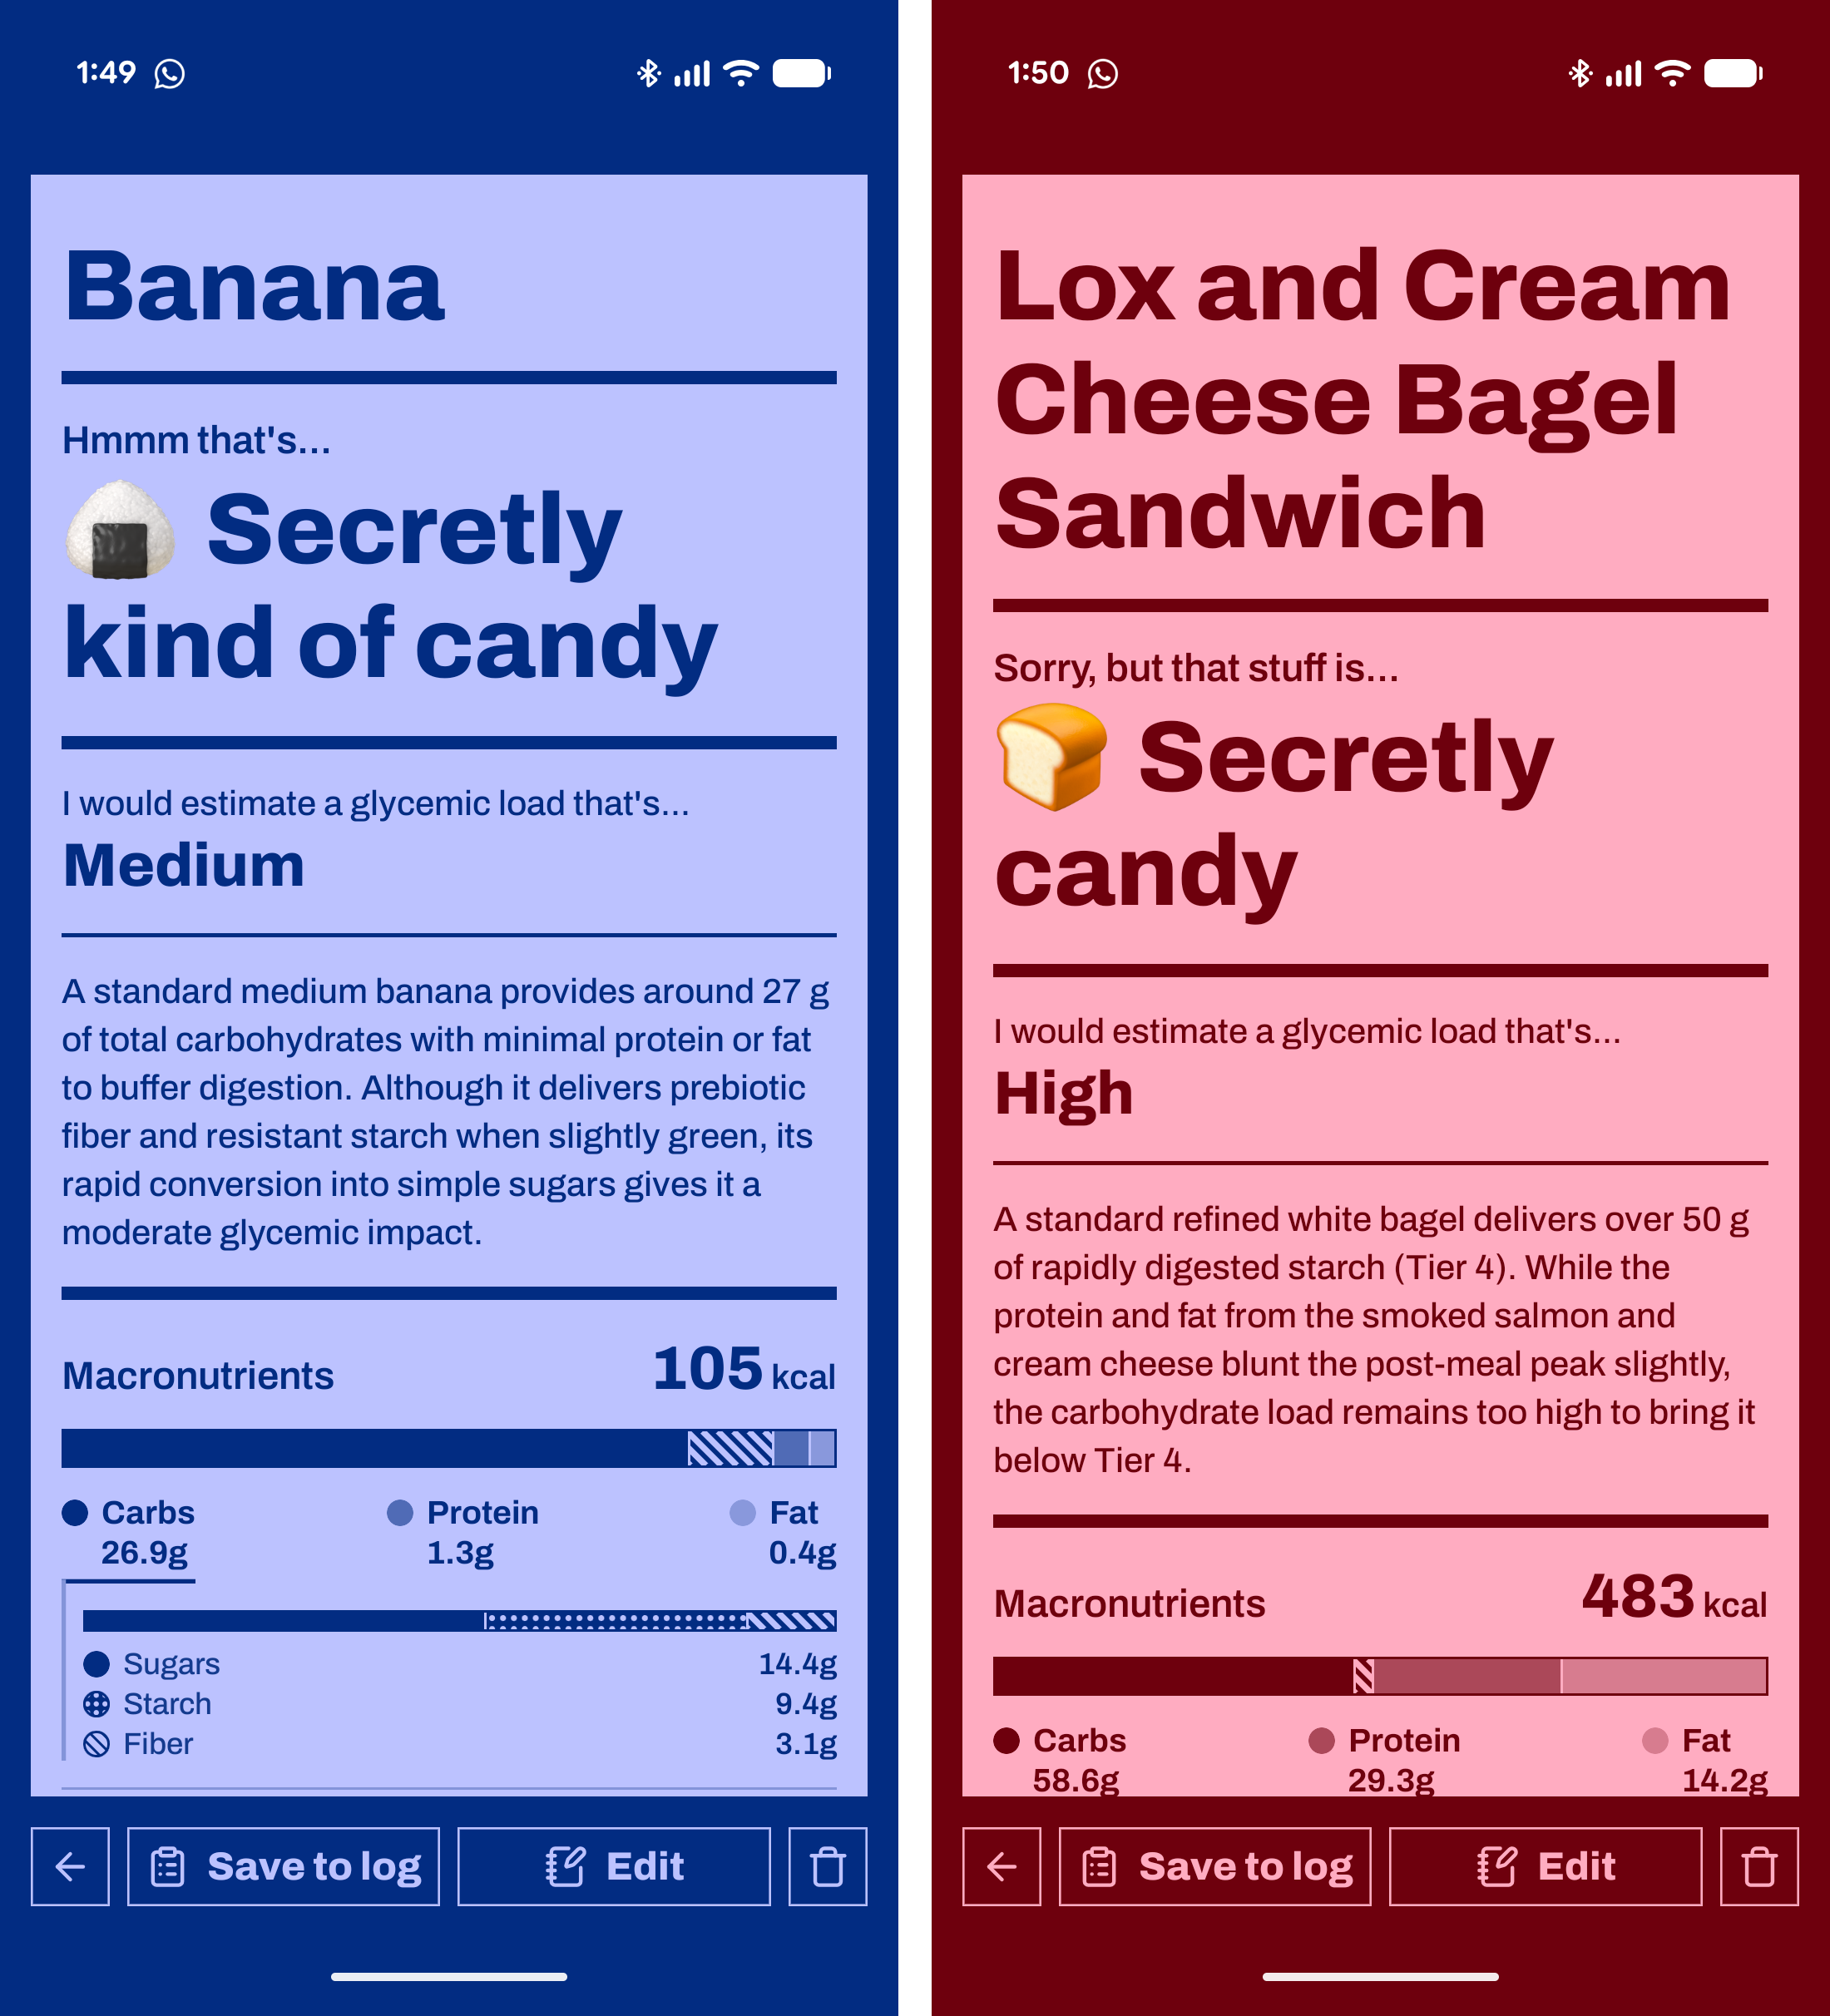 1:49
Banana
Hmmm that's...
Secretly
kind of candy
I would estimate a glycemic load that's...
Medium
A standard medium banana provides around 27 g
of total carbohydrates with minimal protein or fat
to buffer digestion. Although it delivers prebiotic
fiber and resistant starch when slightly green, its
rapid conversion into simple sugars gives it a
moderate glycemic impact.
Macronutrients 105 kcal
Carbs Protein Fat
26.9g 1.3g 0.4g
Sugars 14.4g
Starch 9.4g
Fiber 3.1g
Save to log Edit
1:50
Lox and Cream
Cheese Bagel
Sandwich
Sorry, but that stuff is...
Secretly
candy
I would estimate a glycemic load that's...
High
A standard refined white bagel delivers over 50 g
of rapidly digested starch (Tier 4). While the
protein and fat from the smoked salmon and
cream cheese blunt the post-meal peak slightly,
the carbohydrate load remains too high to bring it
below Tier 4.
Macronutrients 483 kcal
Carbs Protein Fat
58.6g 29.3g 14.2g
Save to log Edit